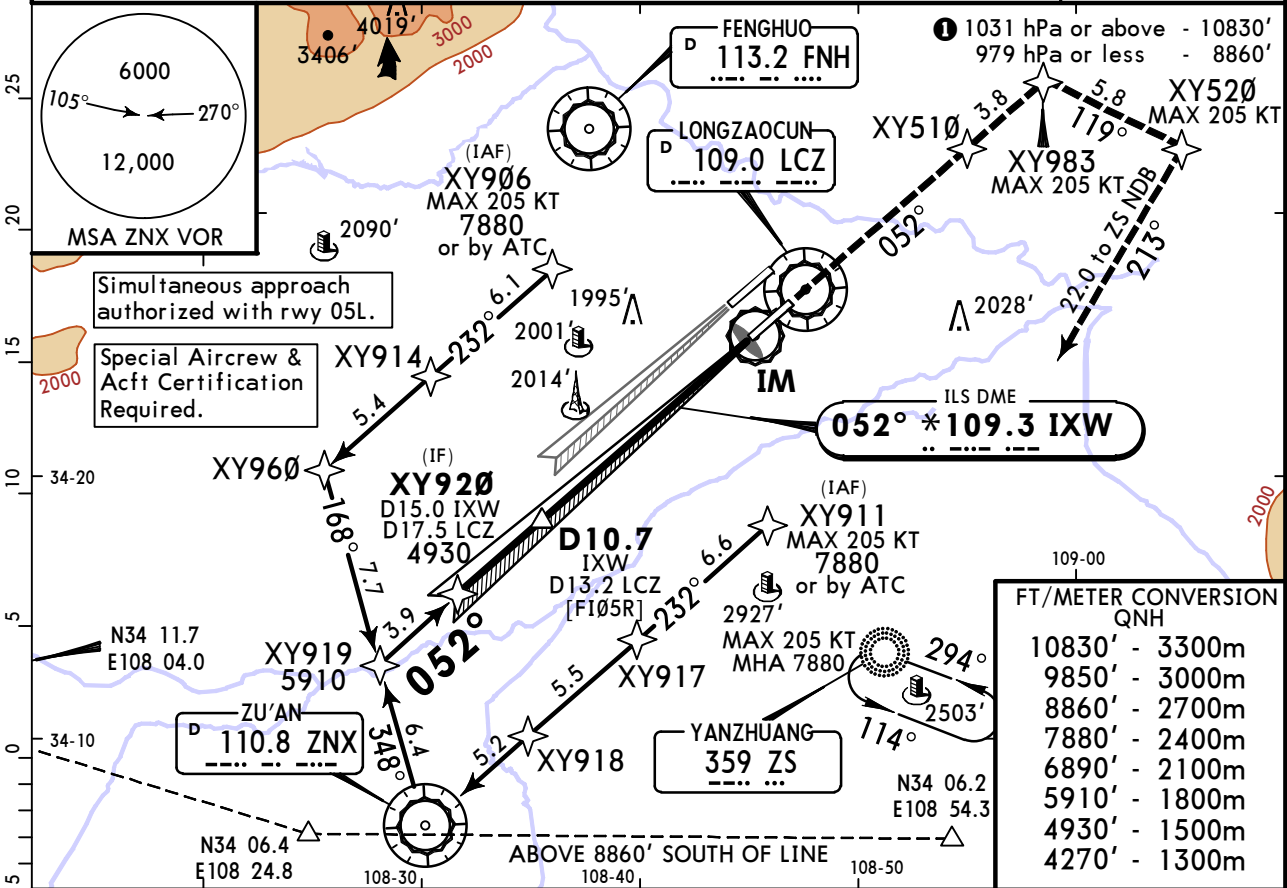 6000
105°
270°
12,000
MSA ZNX VOR
4019'
3406'
3000
2000
FENGHUO
D 113.2 FNH
1 1031 hPa or above - 10830'
979 hPa or less - 8860'
LONGZAOCUN
D 109.0 LCZ
XY510
3.8
5.8
119°
XY520
MAX 205 KT
XY983
MAX 205 KT
(IAF)
XY906
MAX 205 KT
7880
or by ATC
2090'
052°
22.0 to ZS NDB
213°
Simultaneous approach
authorized with rwy 05L.
6.1
232°
1995'
2001'
2014'
2028'
XY914
Special Aircrew &
Acft Certification
Required.
2000
5.4
IM
ILS DME
052° *109.3 IXW
XY960
34-20
(IF)
XY920
D15.0 IXW
D17.5 LCZ
4930
D10.7
IXW
D13.2 LCZ
[FI05R]
(IAF)
XY911
MAX 205 KT
7880
or by ATC
2000
168°
7.7
6.6
232°
109-00
3.9
052°
2927'
MAX 205 KT
MHA 7880
294°
114°
2503'
N34 11.7
E108 04.0
XY919
5910
XY917
5.5
ZU'AN
D 110.8 ZNX
6.4
348°
5.2
XY918
YANZHUANG
359 ZS
34-10
N34 06.2
E108 54.3
N34 06.4
E108 24.8
ABOVE 8860' SOUTH OF LINE
108-30
108-40
108-50
25
20
15
10
5
0
5
FT/METER CONVERSION
QNH
10830' - 3300m
9850' - 3000m
8860' - 2700m
7880' - 2400m
6890' - 2100m
5910' - 1800m
4930' - 1500m
4270' - 1300m